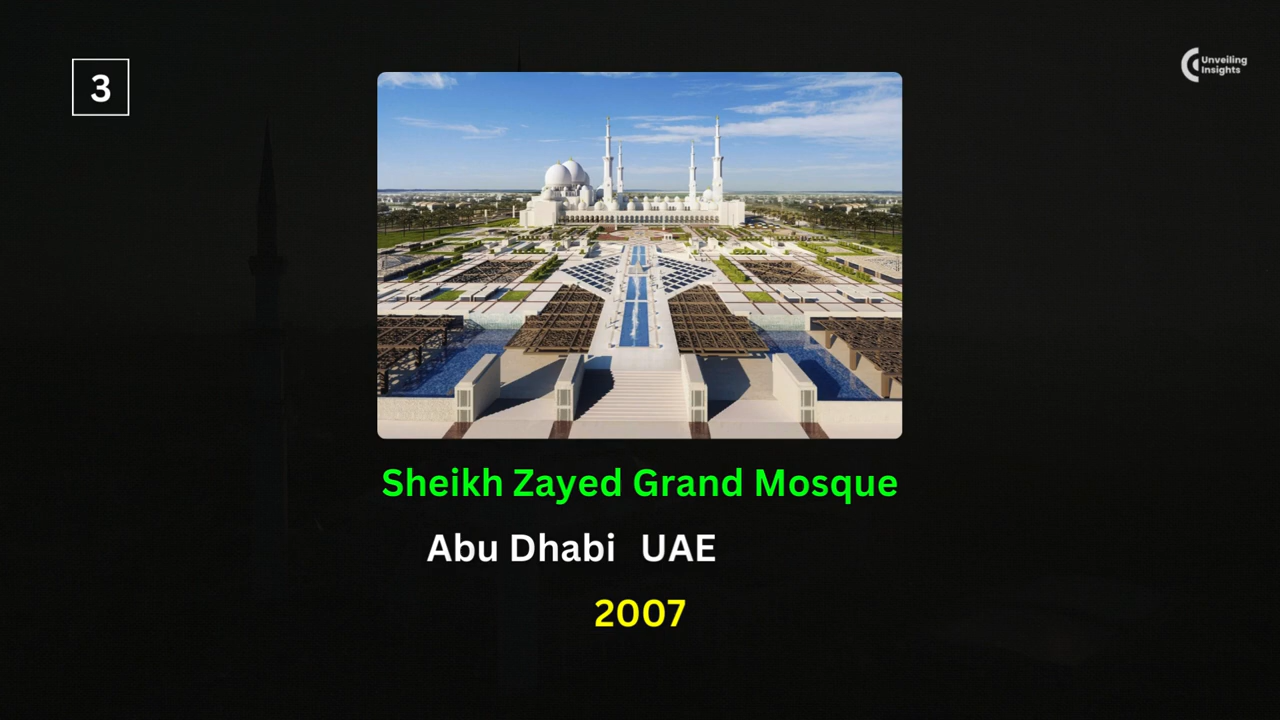 3
Unveiling
Insights
Sheikh Zayed Grand Mosque
Abu Dhabi UAE
2007